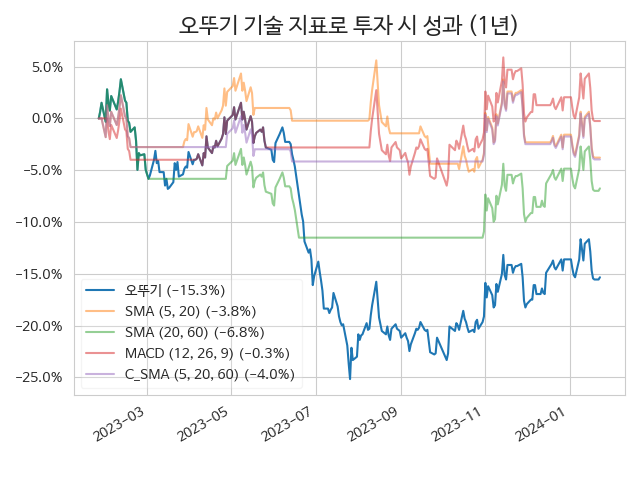 오뚜기 기술 지표로 투자 시 성과 (1년)
5.0%
0.0%
−5.0%
−10.0%
−15.0%
−20.0%
−25.0%
오뚜기 (−15.3%)
SMA (5, 20) (−3.8%)
SMA (20, 60) (−6.8%)
MACD (12, 26, 9) (−0.3%)
C_SMA (5, 20, 60) (−4.0%)
2023−03
2023−05
2023−07
2023−09
2023−11
2024−01